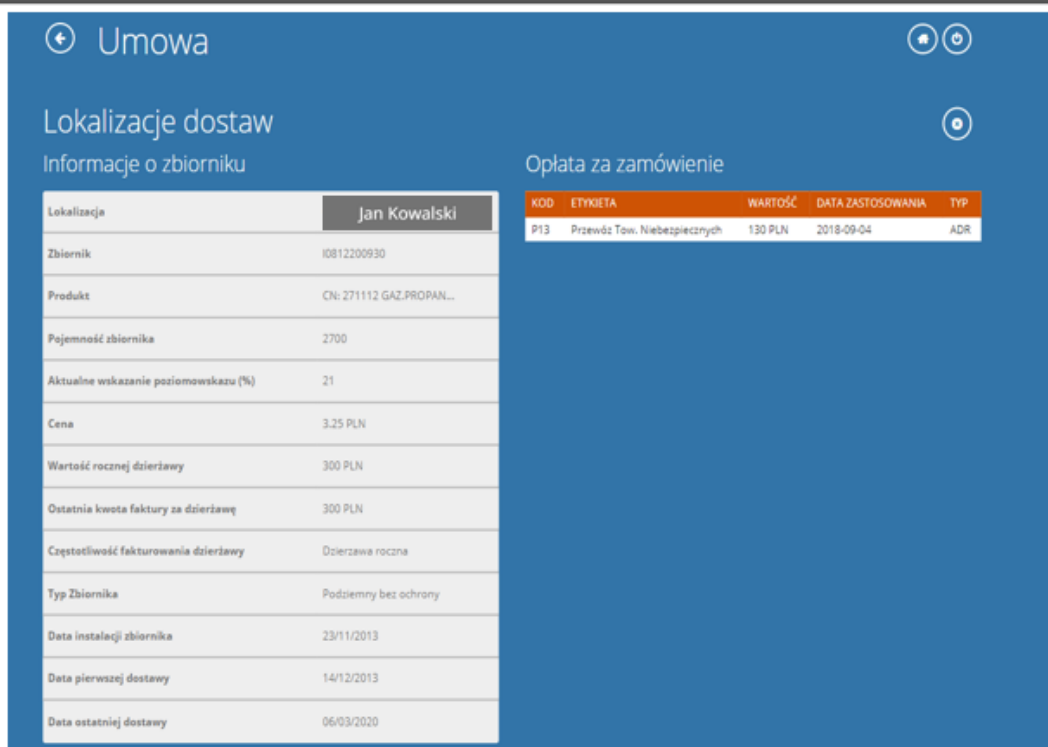 Umowa
Lokalizacje dostaw
Informacje o zbiorniku
Lokalizacja Jan Kowalski
Zbiornik I0812200930
Produkt CN: 271112 GAZ.PROPAN...
Pojemność zbiornika 2700
Aktualne wskazanie poziomowskazu (%) 21
Cena 3.25 PLN
Wartość rocznej dzierżawy 300 PLN
Ostatnia kwota faktury za dzierżawę 300 PLN
Częstotliwość fakturowania dzierżawy Dzierzawa roczna
Typ Zbiornika Podziemny bez ochrony
Data instalacji zbiornika 23/11/2013
Data pierwszej dostawy 14/12/2013
Data ostatniej dostawy 06/03/2020
Opłata za zamówienie
KOD ETYKIETA WARTOŚĆ DATA ZASTOSOWANIA TYP
P13 Przewóz Tow. Niebezpiecznych 130 PLN 2018-09-04 ADR